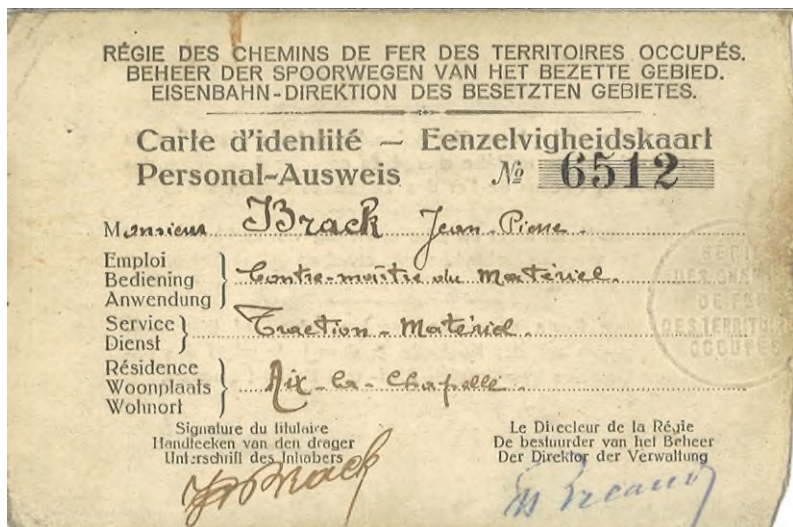 RÉGIE DES CHEMINS DE FER DES TERRITOIRES OCCUPÉS.
BEHEER DER SPOORWEGEN VAN HET BEZETTE GEBIED.
EISENBAHN-DIREKTION DES BESETZTEN GEBIETES.
Carte d'identité — Eenzelvigheidskaart
Personal-Ausweis № 6512
Monsieur Brack Jean-Pierre
Emploi
Bediening
Anwendung
Contre-maître du Matériel.
Service
Dienst
Traction-Matériel
Résidence
Woonplaats
Wohnort
Aix-la-Chapelle.
Signature du titulaire
Handteeken van den drager
Unterschrift des Inhabers
Le Directeur de la Régie
De bestuurder van het Beheer
Der Direktor der Verwaltung
RÉGIE
DES CHEM
DE FER
DES TERRITOIR
OCCUPÉS
Brack